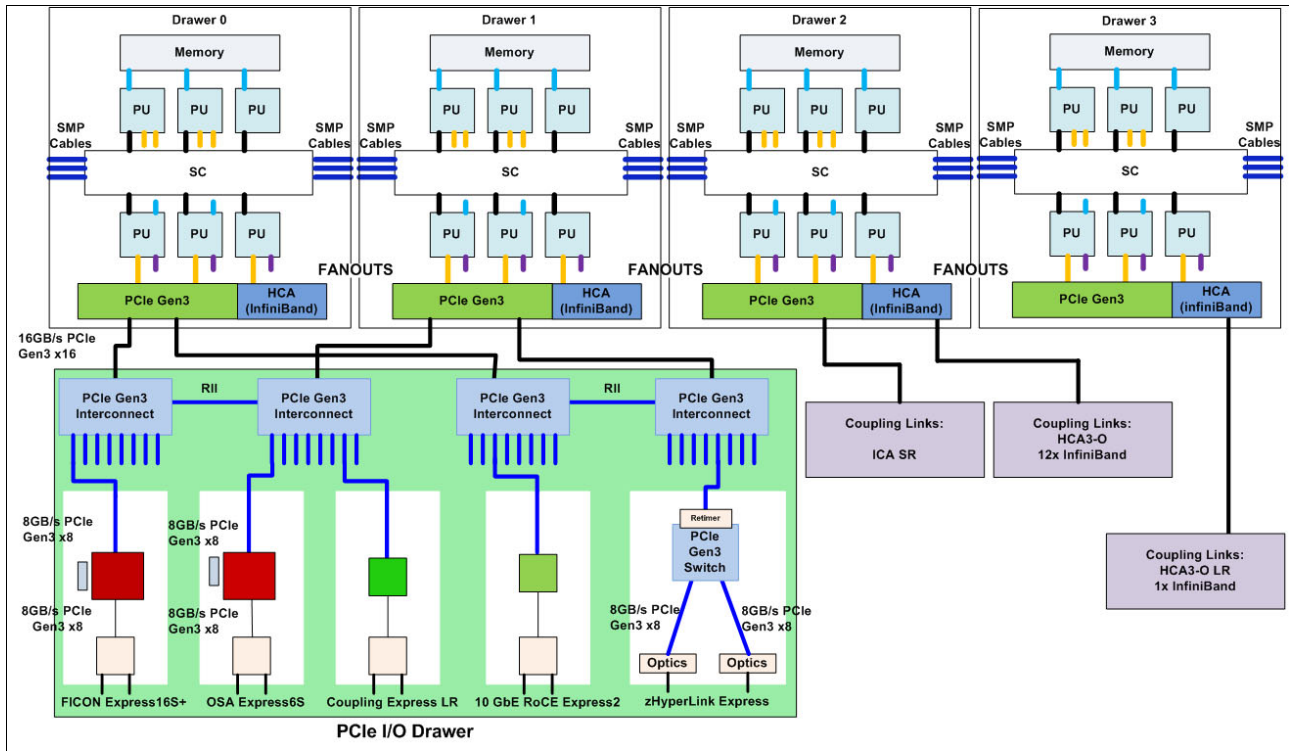 Drawer 0
Memory
PU
PU
PU
SMP
Cables
SMP
Cables
SC
PU
PU
PU
FANOUTS
PCIe Gen3
HCA
(InfiniBand)
Drawer 1
Memory
PU
PU
PU
SMP
Cables
SMP
Cables
SC
PU
PU
PU
FANOUTS
PCIe Gen3
HCA
(InfiniBand)
Drawer 2
Memory
PU
PU
PU
SMP
Cables
SMP
Cables
SC
PU
PU
PU
FANOUTS
PCIe Gen3
HCA
(InfiniBand)
Drawer 3
Memory
PU
PU
PU
SMP
Cables
SMP
Cables
SC
PU
PU
PU
PCIe Gen3
HCA
(infiniBand)
16GB/s PCIe
Gen3 x16
PCIe Gen3
Interconnect
RII
PCIe Gen3
Interconnect
PCIe Gen3
Interconnect
RII
PCIe Gen3
Interconnect
Coupling Links:
ICA SR
Coupling Links:
HCA3-O
12x InfiniBand
Coupling Links:
HCA3-O LR
1x InfiniBand
8GB/s PCIe
Gen3 x8
8GB/s PCIe
Gen3 x8
8GB/s PCIe
Gen3 x8
8GB/s PCIe
Gen3 x8
Retimer
PCIe
Gen3
Switch
8GB/s PCIe
Gen3 x8
8GB/s PCIe
Gen3 x8
Optics
Optics
FICON Express16S+
OSA Express6S
Coupling Express LR
10 GbE RoCE Express2
zHyperLink Express
PCIe I/O Drawer